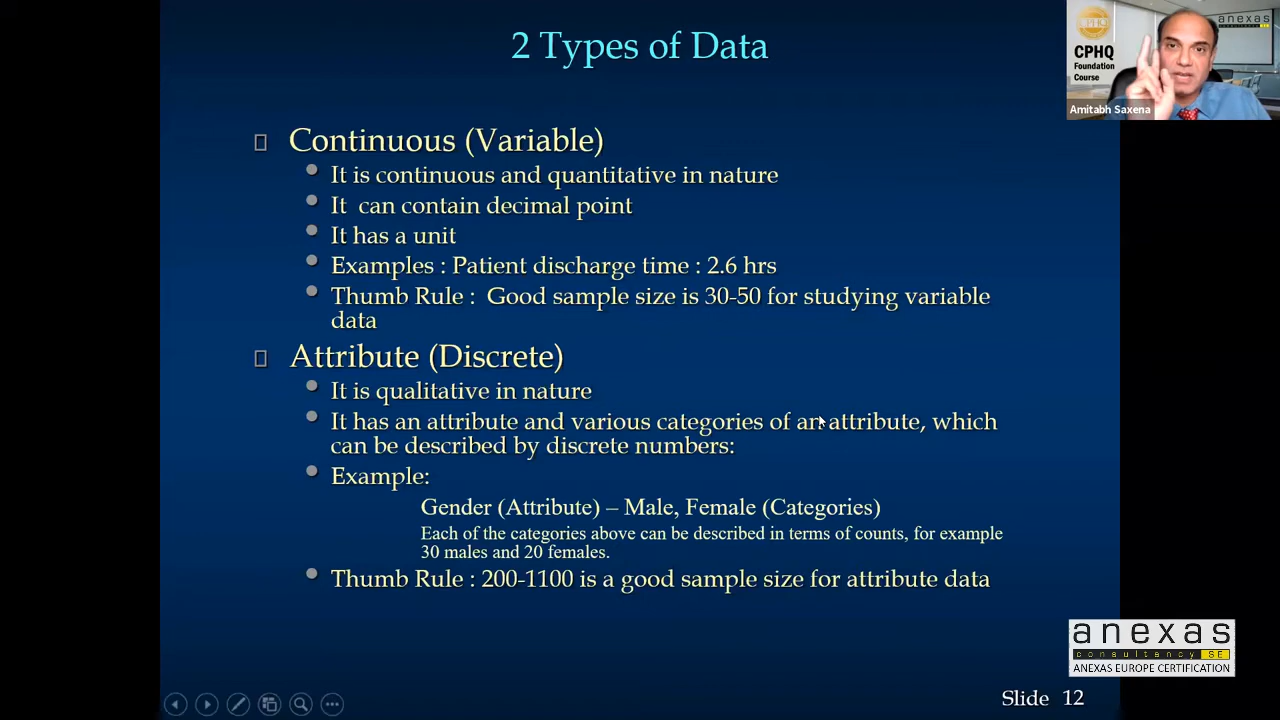 2 Types of Data
Continuous (Variable)
It is continuous and quantitative in nature
It can contain decimal point
It has a unit
Examples : Patient discharge time : 2.6 hrs
Thumb Rule : Good sample size is 30-50 for studying variable
data
Attribute (Discrete)
It is qualitative in nature
It has an attribute and various categories of an attribute, which
can be described by discrete numbers:
Example:
Gender (Attribute) – Male, Female (Categories)
Each of the categories above can be described in terms of counts, for example
30 males and 20 females.
Thumb Rule : 200-1100 is a good sample size for attribute data
CPHQ
Foundation
Course
anexas
Amitabh Saxena
anexas
consultancy SE
ANEXAS EUROPE CERTIFICATION
Slide 12